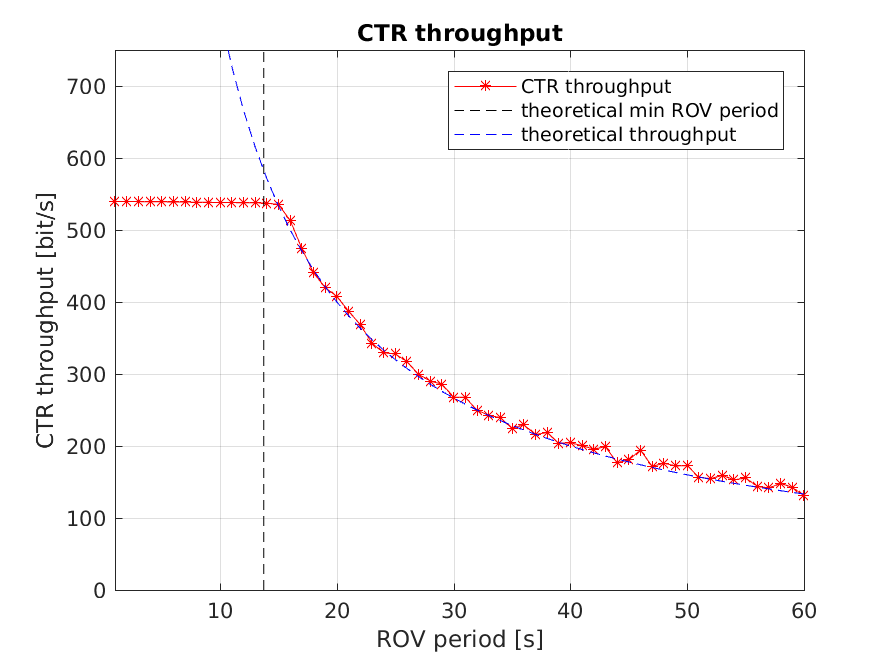 CTR throughput
CTR throughput
theoretical min ROV period
theoretical throughput
CTR throughput [bit/s]
700
600
500
400
300
200
100
0
10 20 30 40 50 60
ROV period [s]